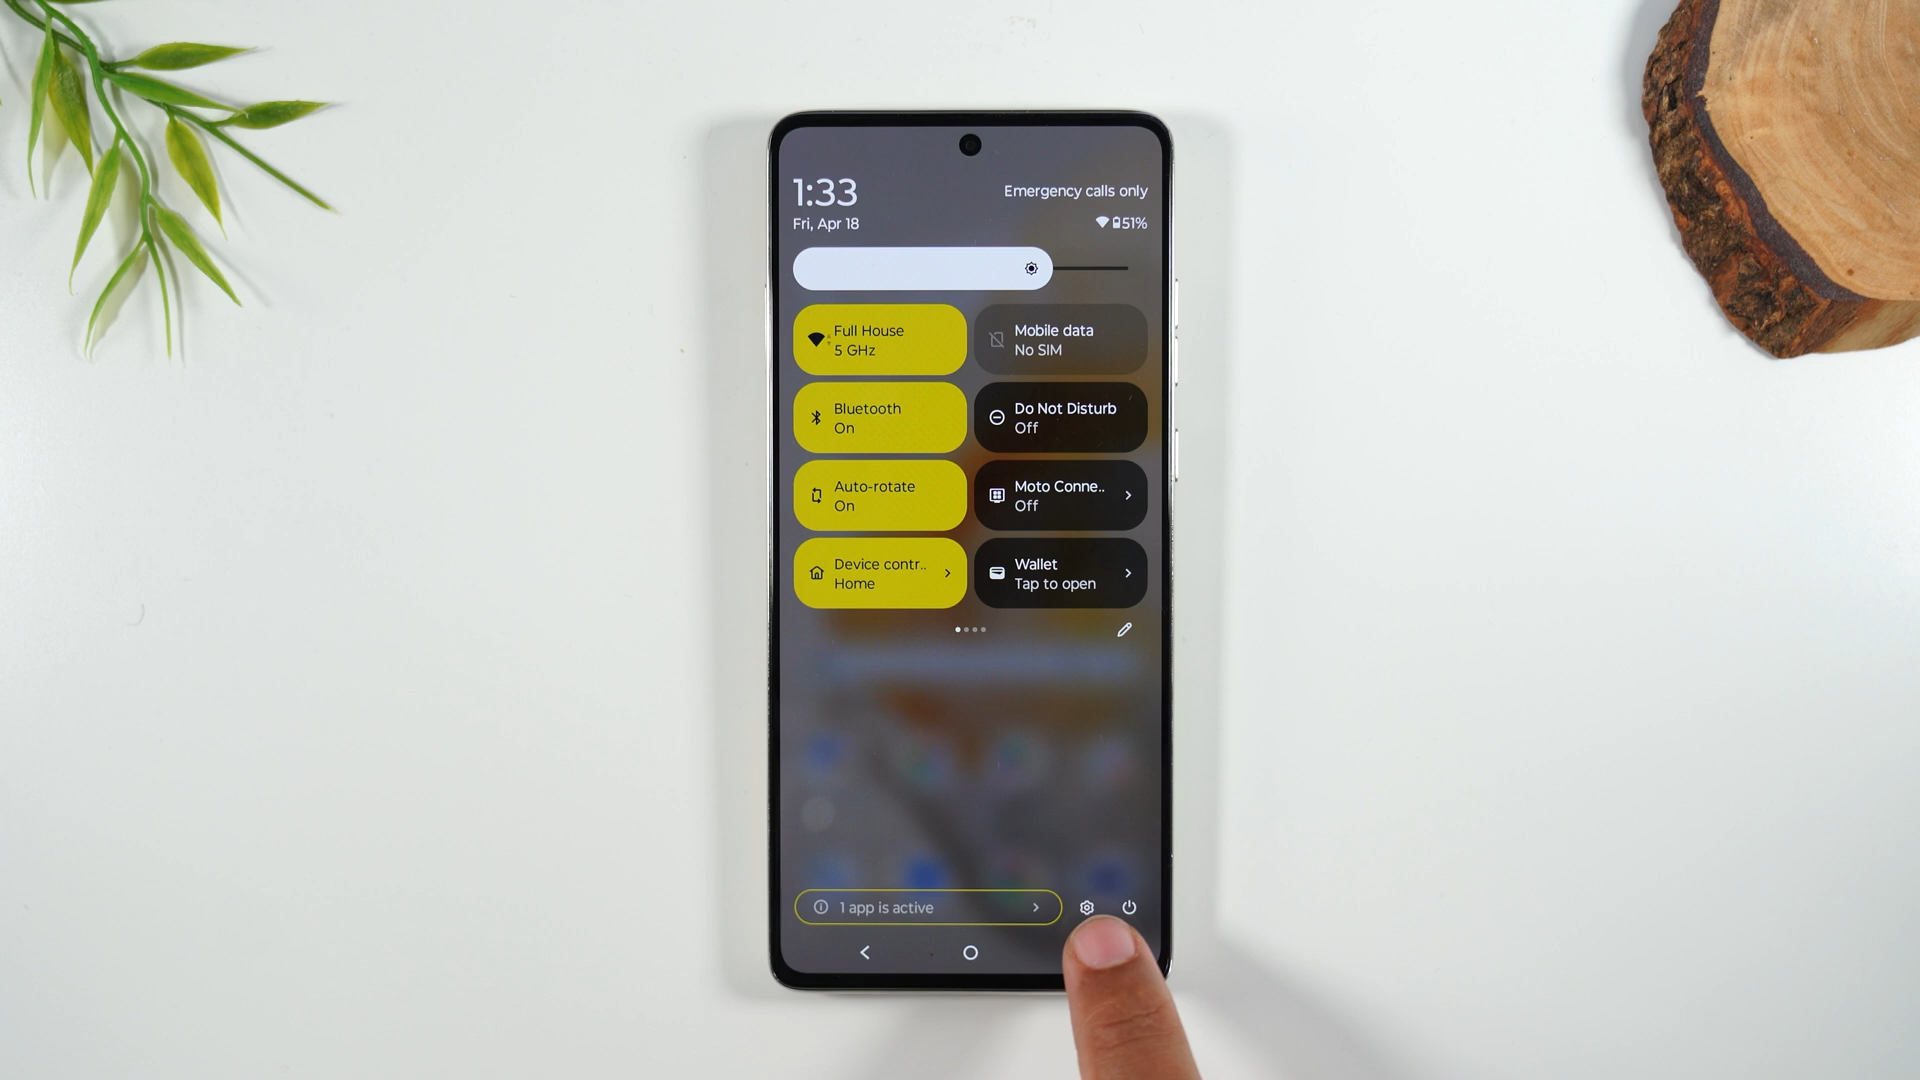 1:33
Emergency calls only
Fri, Apr 18
51%
Full House
5 GHz
Mobile data
No SIM
Bluetooth
On
Do Not Disturb
Off
Auto-rotate
On
Moto Conne..
Off
Device contr..
Home
Wallet
Tap to open
1 app is active